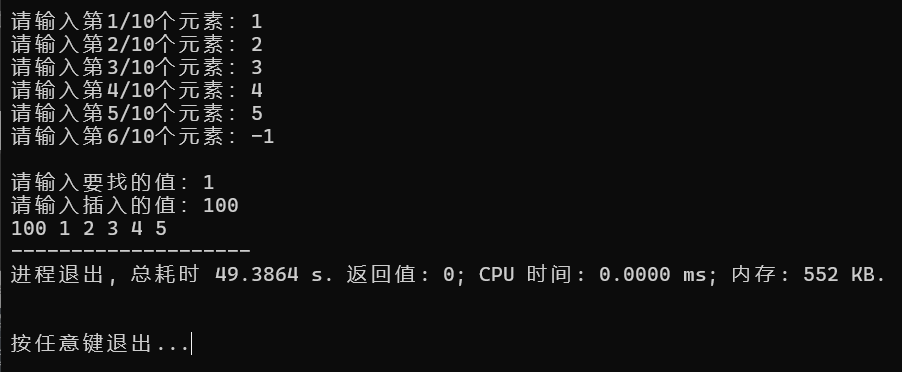 请输入第1/10个元素: 1
请输入第2/10个元素: 2
请输入第3/10个元素: 3
请输入第4/10个元素: 4
请输入第5/10个元素: 5
请输入第6/10个元素: -1
请输入要找的值: 1
请输入插入的值: 100
100 1 2 3 4 5
--------------------
进程退出, 总耗时 49.3864 s. 返回值: 0; CPU 时间: 0.0000 ms; 内存: 552 KB.
按任意键退出...